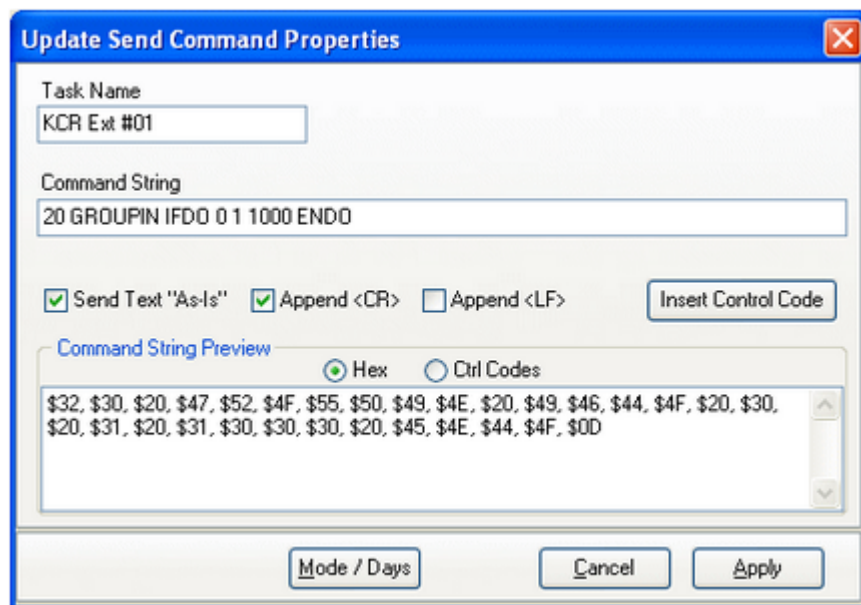 Update Send Command Properties
Task Name
KCR Ext #01
Command String
20 GROUPIN IFDO 0 1 1000 ENDO
Send Text "As-Is" Append <CR> Append <LF> Insert Control Code
Command String Preview
Hex Ctrl Codes
$32, $30, $20, $47, $52, $4F, $55, $50, $49, $4E, $20, $49, $46, $44, $4F, $20, $30,
$20, $31, $20, $31, $30, $30, $30, $20, $45, $4E, $44, $4F, $0D
Mode / Days Cancel Apply